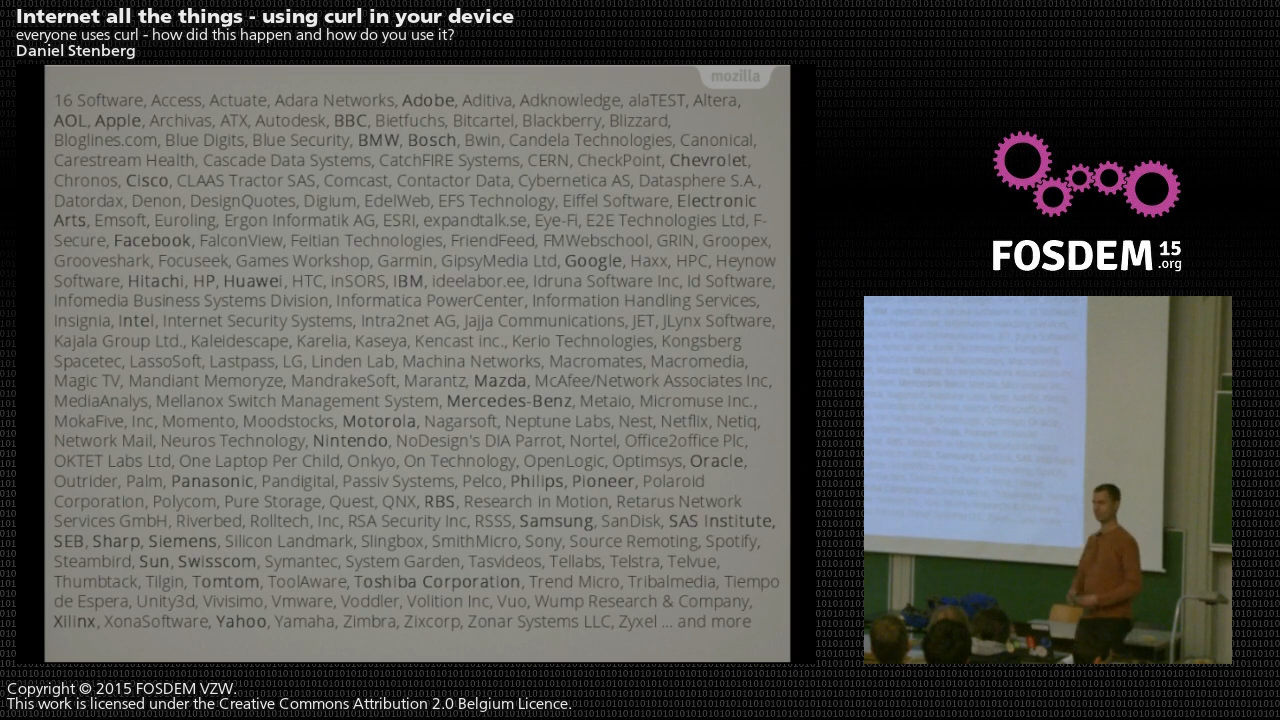 Internet all the things - using curl in your device
everyone uses curl - how did this happen and how do you use it?
Daniel Stenberg
mozilla
16 Software, Access, Actuate, Adara Networks, Adobe, Aditiva, Adknowledge, alaTEST, Altera,
AOL, Apple, Archivas, ATX, Autodesk, BBC, Bietfuchs, Bitcartel, Blackberry, Blizzard,
Bloglines.com, Blue Digits, Blue Security, BMW, Bosch, Bwin, Candela Technologies, Canonical,
Carestream Health, Cascade Data Systems, CatchFIRE Systems, CERN, CheckPoint, Chevrolet,
Chronos, Cisco, CLAAS Tractor SAS, Comcast, Contactor Data, Cybernetica AS, Datasphere S.A.,
Datordax, Denon, DesignQuotes, Digium, EdelWeb, EFS Technology, Eiffel Software, Electronic
Arts, Emsoft, Euroling, Ergon Informatik AG, ESRI, expandtalk.se, Eye-Fi, E2E Technologies Ltd, F-
Secure, Facebook, FalconView, Feitian Technologies, FriendFeed, FMWebschool, GRIN, Groopex,
Grooveshark, Focuseek, Games Workshop, Garmin, GipsyMedia Ltd, Google, Haxx, HPC, Heynow
Software, Hitachi, HP, Huawei, HTC, inSORS, IBM, ideelabor.ee, Idruna Software Inc, Id Software,
Infomedia Business Systems Division, Informatica PowerCenter, Information Handling Services,
Insignia, Intel, Internet Security Systems, Intra2net AG, Jajja Communications, JET, JLynx Software,
Kajala Group Ltd., Kaleidescape, Karelia, Kaseya, Kencast inc., Kerio Technologies, Kongsberg
Spacetec, LassoSoft, Lastpass, LG, Linden Lab, Machina Networks, Macromates, Macromedia,
Magic TV, Mandiant Memoryze, MandrakeSoft, Marantz, Mazda, McAfee/Network Associates Inc,
MediaAnalys, Mellanox Switch Management System, Mercedes-Benz, Metaio, Micromuse Inc.,
MokaFive, Inc, Momento, Moodstocks, Motorola, Nagarsoft, Neptune Labs, Nest, Netflix, Netiq,
Network Mail, Neuros Technology, Nintendo, NoDesign's DIA Parrot, Nortel, Office2office Plc,
OKTET Labs Ltd, One Laptop Per Child, Onkyo, On Technology, OpenLogic, Optimsys, Oracle,
Outrider, Palm, Panasonic, Pandigital, Passiv Systems, Pelco, Philips, Pioneer, Polaroid
Corporation, Polycom, Pure Storage, Quest, QNX, RBS, Research in Motion, Retarus Network
Services GmbH, Riverbed, Rolltech, Inc, RSA Security Inc, RSSS, Samsung, SanDisk, SAS Institute,
SEB, Sharp, Siemens, Silicon Landmark, Slingbox, SmithMicro, Sony, Source Remoting, Spotify,
Steambird, Sun, Swisscom, Symantec, System Garden, Tasvideos, Tellabs, Telstra, Telvue,
Thumbtack, Tilgin, Tomtom, ToolAware, Toshiba Corporation, Trend Micro, Tribalmedia, Tiempo
de Espera, Unity3d, Vivisimo, Vmware, Voddler, Volition Inc, Vuo, Wump Research & Company,
Xilinx, XonaSoftware, Yahoo, Yamaha, Zimbra, Zixcorp, Zonar Systems LLC, Zyxel ... and more
FOSDEM 15
.org
Copyright © 2015 FOSDEM VZW.
This work is licensed under the Creative Commons Attribution 2.0 Belgium Licence.